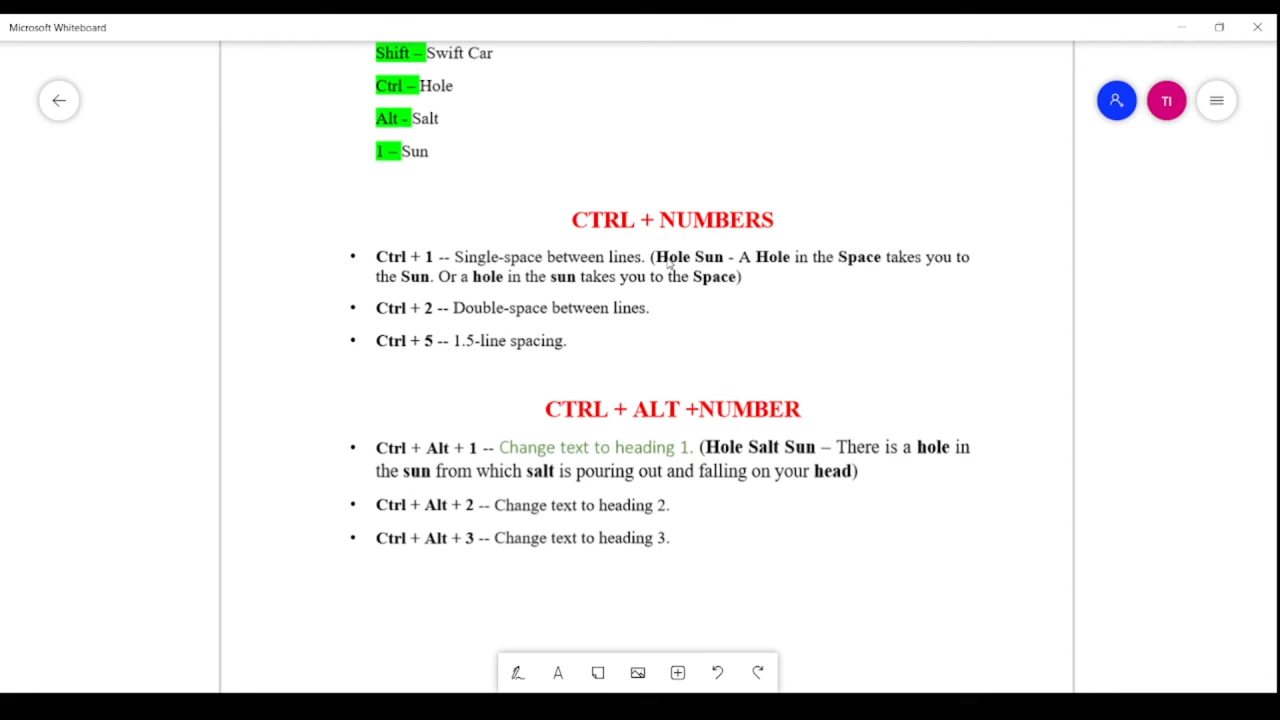 Microsoft Whiteboard
Shift – Swift Car
Ctrl – Hole
TI
Alt - Salt
1 – Sun
CTRL + NUMBERS
• Ctrl + 1 -- Single-space between lines. (Hole Sun - A Hole in the Space takes you to
the Sun. Or a hole in the sun takes you to the Space)
• Ctrl + 2 -- Double-space between lines.
• Ctrl + 5 -- 1.5-line spacing.
CTRL + ALT +NUMBER
• Ctrl + Alt + 1 -- Change text to heading 1. (Hole Salt Sun – There is a hole in
the sun from which salt is pouring out and falling on your head)
• Ctrl + Alt + 2 -- Change text to heading 2.
• Ctrl + Alt + 3 -- Change text to heading 3.